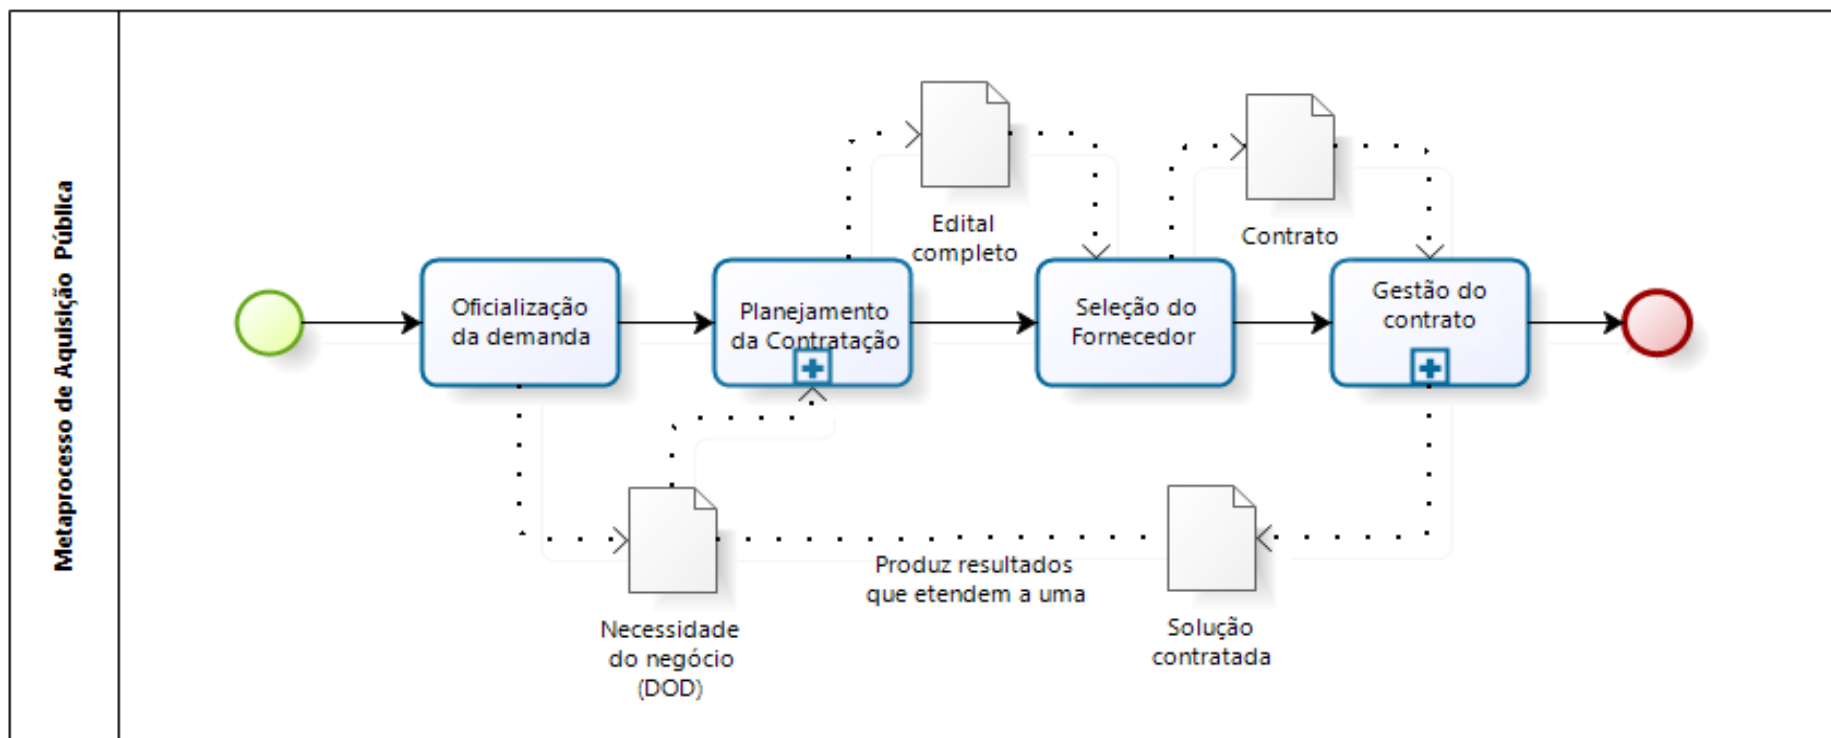 Metaprocesso de Aquisição Pública
Edital
completo
Contrato
Oficialização
da demanda
Planejamento
da Contratação
Seleção do
Fornecedor
Gestão do
contrato
Produz resultados
que etendem a uma
Necessidade
do negócio
(DOD)
Solução
contratada